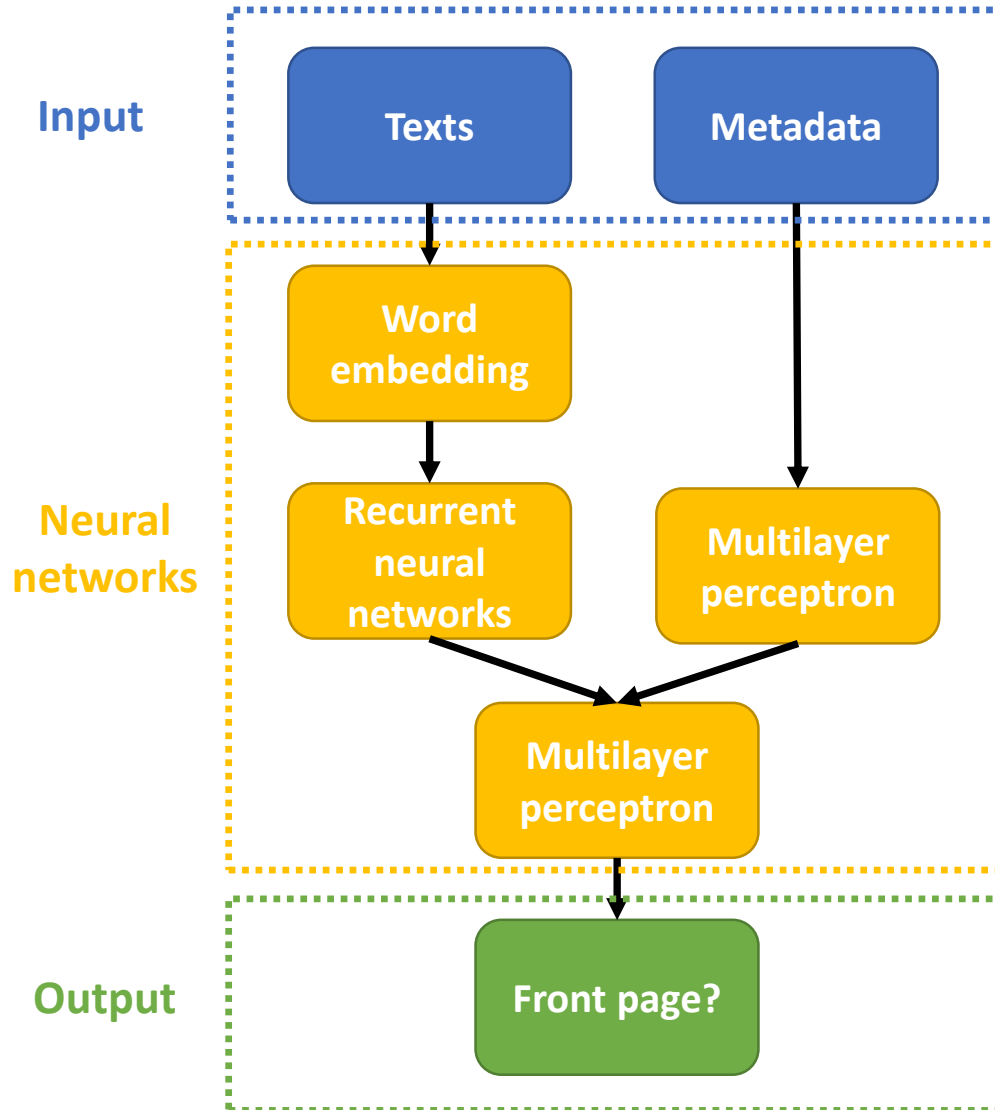 Input
Texts
Metadata
Word
embedding
Neural
networks
Recurrent
neural
networks
Multilayer
perceptron
Multilayer
perceptron
Output
Front page?